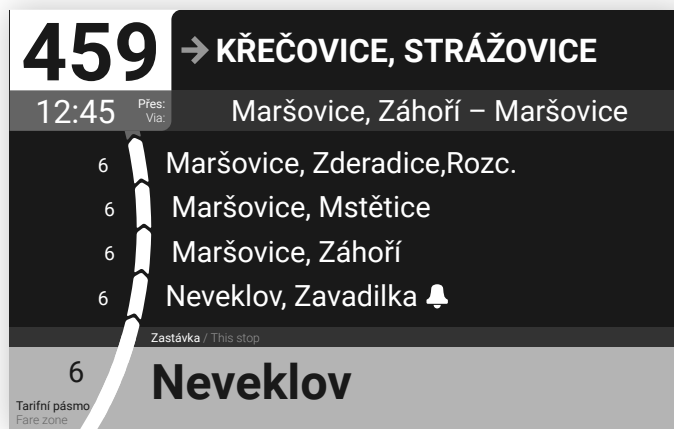 459 → KŘEČOVICE, STRÁŽOVICE
12:45 Přes: Via: Maršovice, Záhoří – Maršovice
6 Maršovice, Zderadice,Rozc.
6 Maršovice, Mstětice
6 Maršovice, Záhoří
6 Neveklov, Zavadilka
Zastávka / This stop
6 Neveklov
Tarifní pásmo
Fare zone